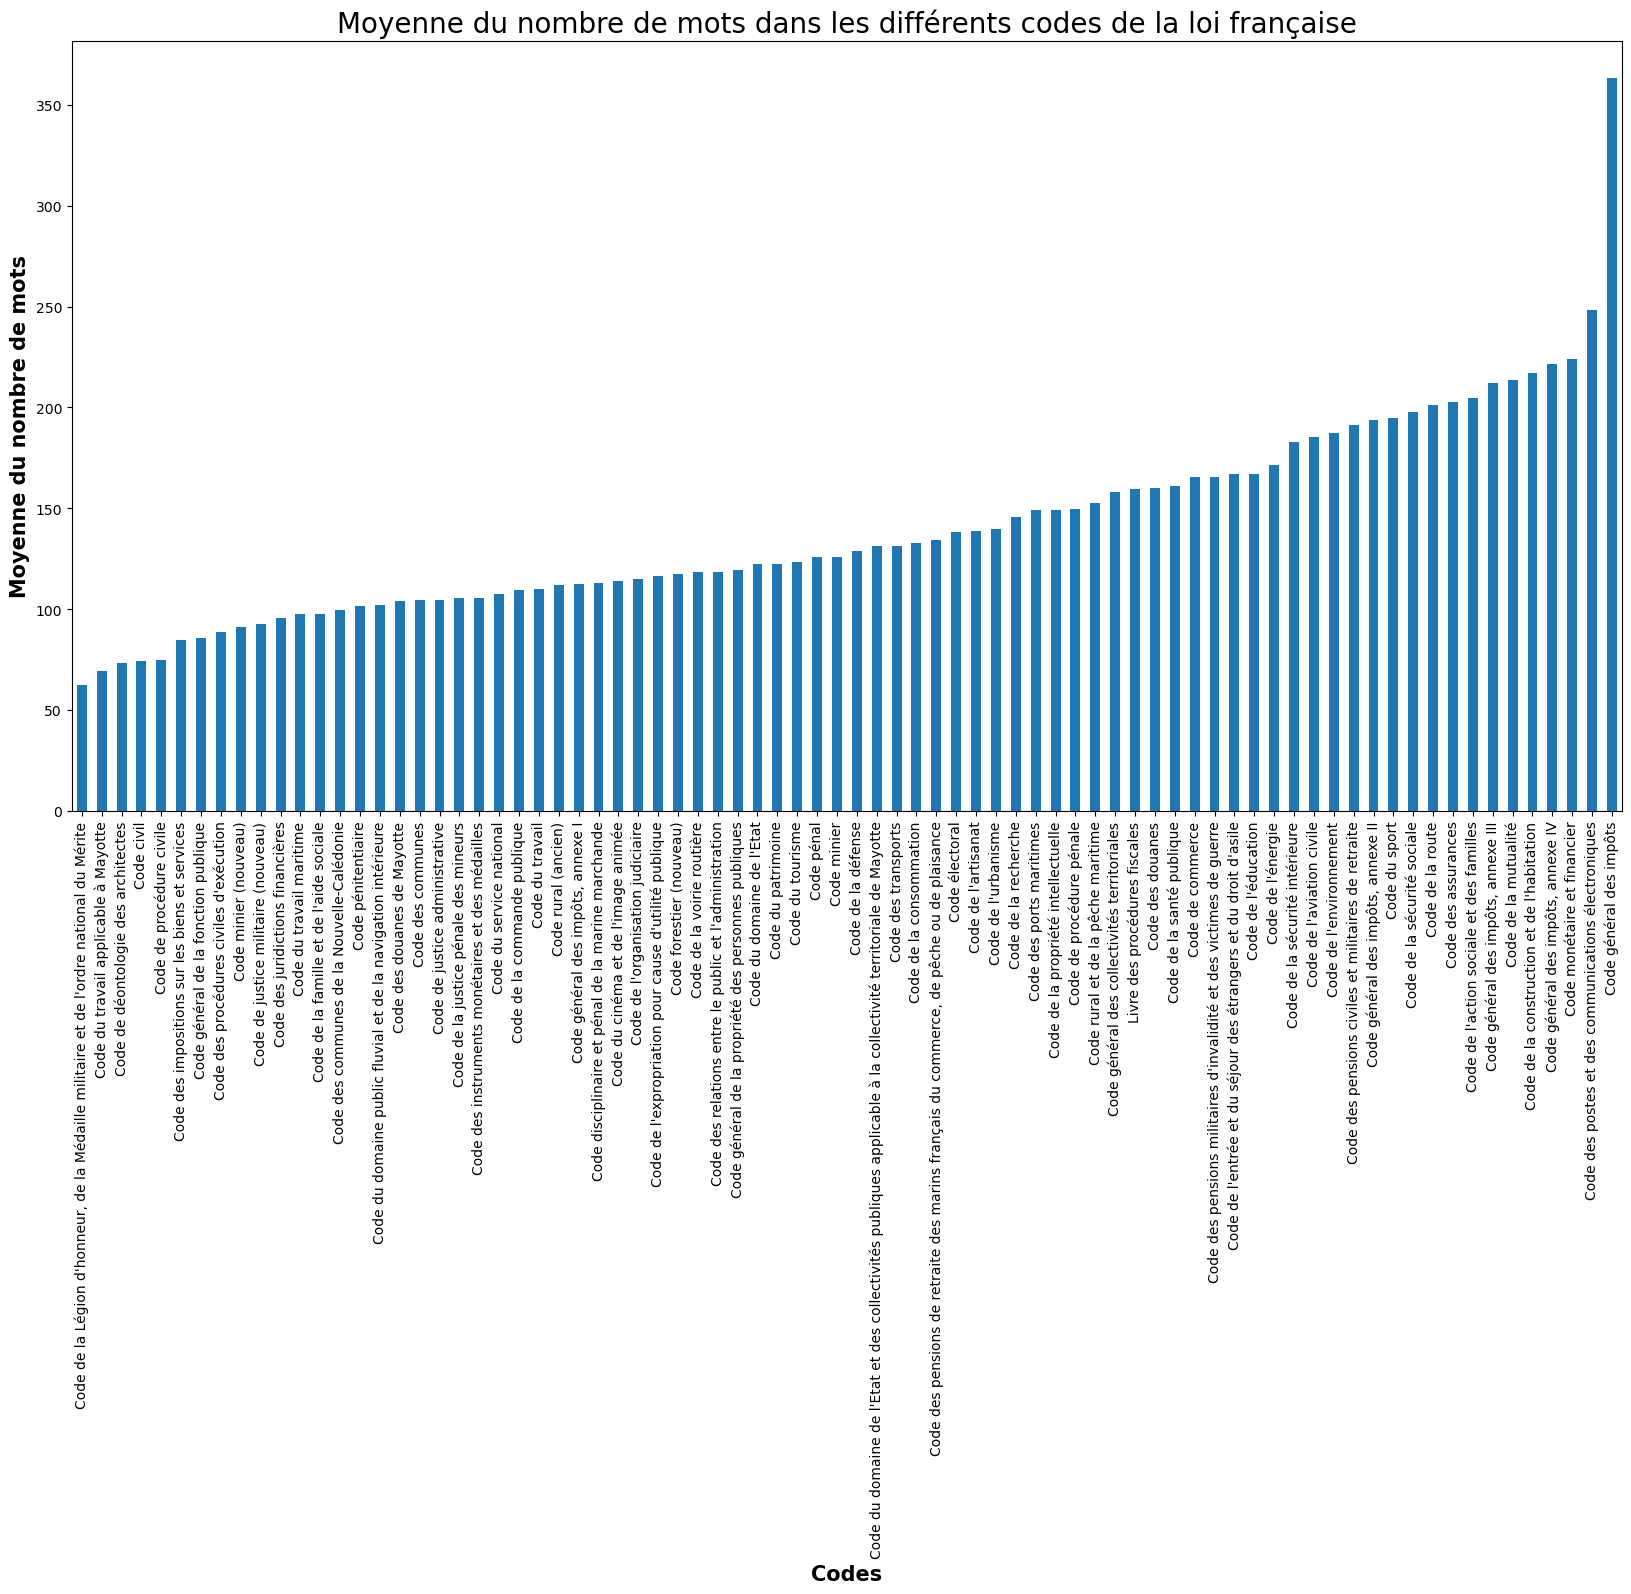 Moyenne du nombre de mots dans les différents codes de la loi française
Moyenne du nombre de mots
350
300
250
200
150
100
50
0
Code de la Légion d'honneur, de la Médaille militaire et de l'ordre national du Mérite
Code du travail applicable à Mayotte
Code de déontologie des architectes
Code civil
Code de procédure civile
Code des impositions sur les biens et services
Code général de la fonction publique
Code des procédures civiles d'exécution
Code minier (nouveau)
Code de justice militaire (nouveau)
Code des juridictions financières
Code du travail maritime
Code de la famille et de l'aide sociale
Code des communes de la Nouvelle-Calédonie
Code pénitentiaire
Code du domaine public fluvial et de la navigation intérieure
Code des douanes de Mayotte
Code des communes
Code de justice administrative
Code de la justice pénale des mineurs
Code des instruments monétaires et des médailles
Code du service national
Code de la commande publique
Code du travail
Code rural (ancien)
Code général des impôts, annexe I
Code disciplinaire et pénal de la marine marchande
Code du cinéma et de l'image animée
Code de l'organisation judiciaire
Code de l'expropriation pour cause d'utilité publique
Code forestier (nouveau)
Code de la voirie routière
Code des relations entre le public et l'administration
Code général de la propriété des personnes publiques
Code du domaine de l'Etat
Code du patrimoine
Code du tourisme
Code pénal
Code minier
Code de la défense
Code du domaine de l'Etat et des collectivités publiques applicable à la collectivité territoriale de Mayotte
Code des transports
Code de la consommation
Code des pensions de retraite des marins français du commerce, de pêche ou de plaisance
Code électoral
Code de l'artisanat
Code de l'urbanisme
Code de la recherche
Code des ports maritimes
Code de la propriété intellectuelle
Code de procédure pénale
Code rural et de la pêche maritime
Code général des collectivités territoriales
Livre des procédures fiscales
Code des douanes
Code de la santé publique
Code de commerce
Code des pensions militaires d'invalidité et des victimes de guerre
Code de l'entrée et du séjour des étrangers et du droit d'asile
Code de l'éducation
Code de l'énergie
Code de la sécurité intérieure
Code de l'aviation civile
Code de l'environnement
Code des pensions civiles et militaires de retraite
Code général des impôts, annexe II
Code du sport
Code de la sécurité sociale
Code de la route
Code des assurances
Code de l'action sociale et des familles
Code général des impôts, annexe III
Code de la mutualité
Code de la construction et de l'habitation
Code général des impôts, annexe IV
Code monétaire et financier
Code des postes et des communications électroniques
Code général des impôts
Codes